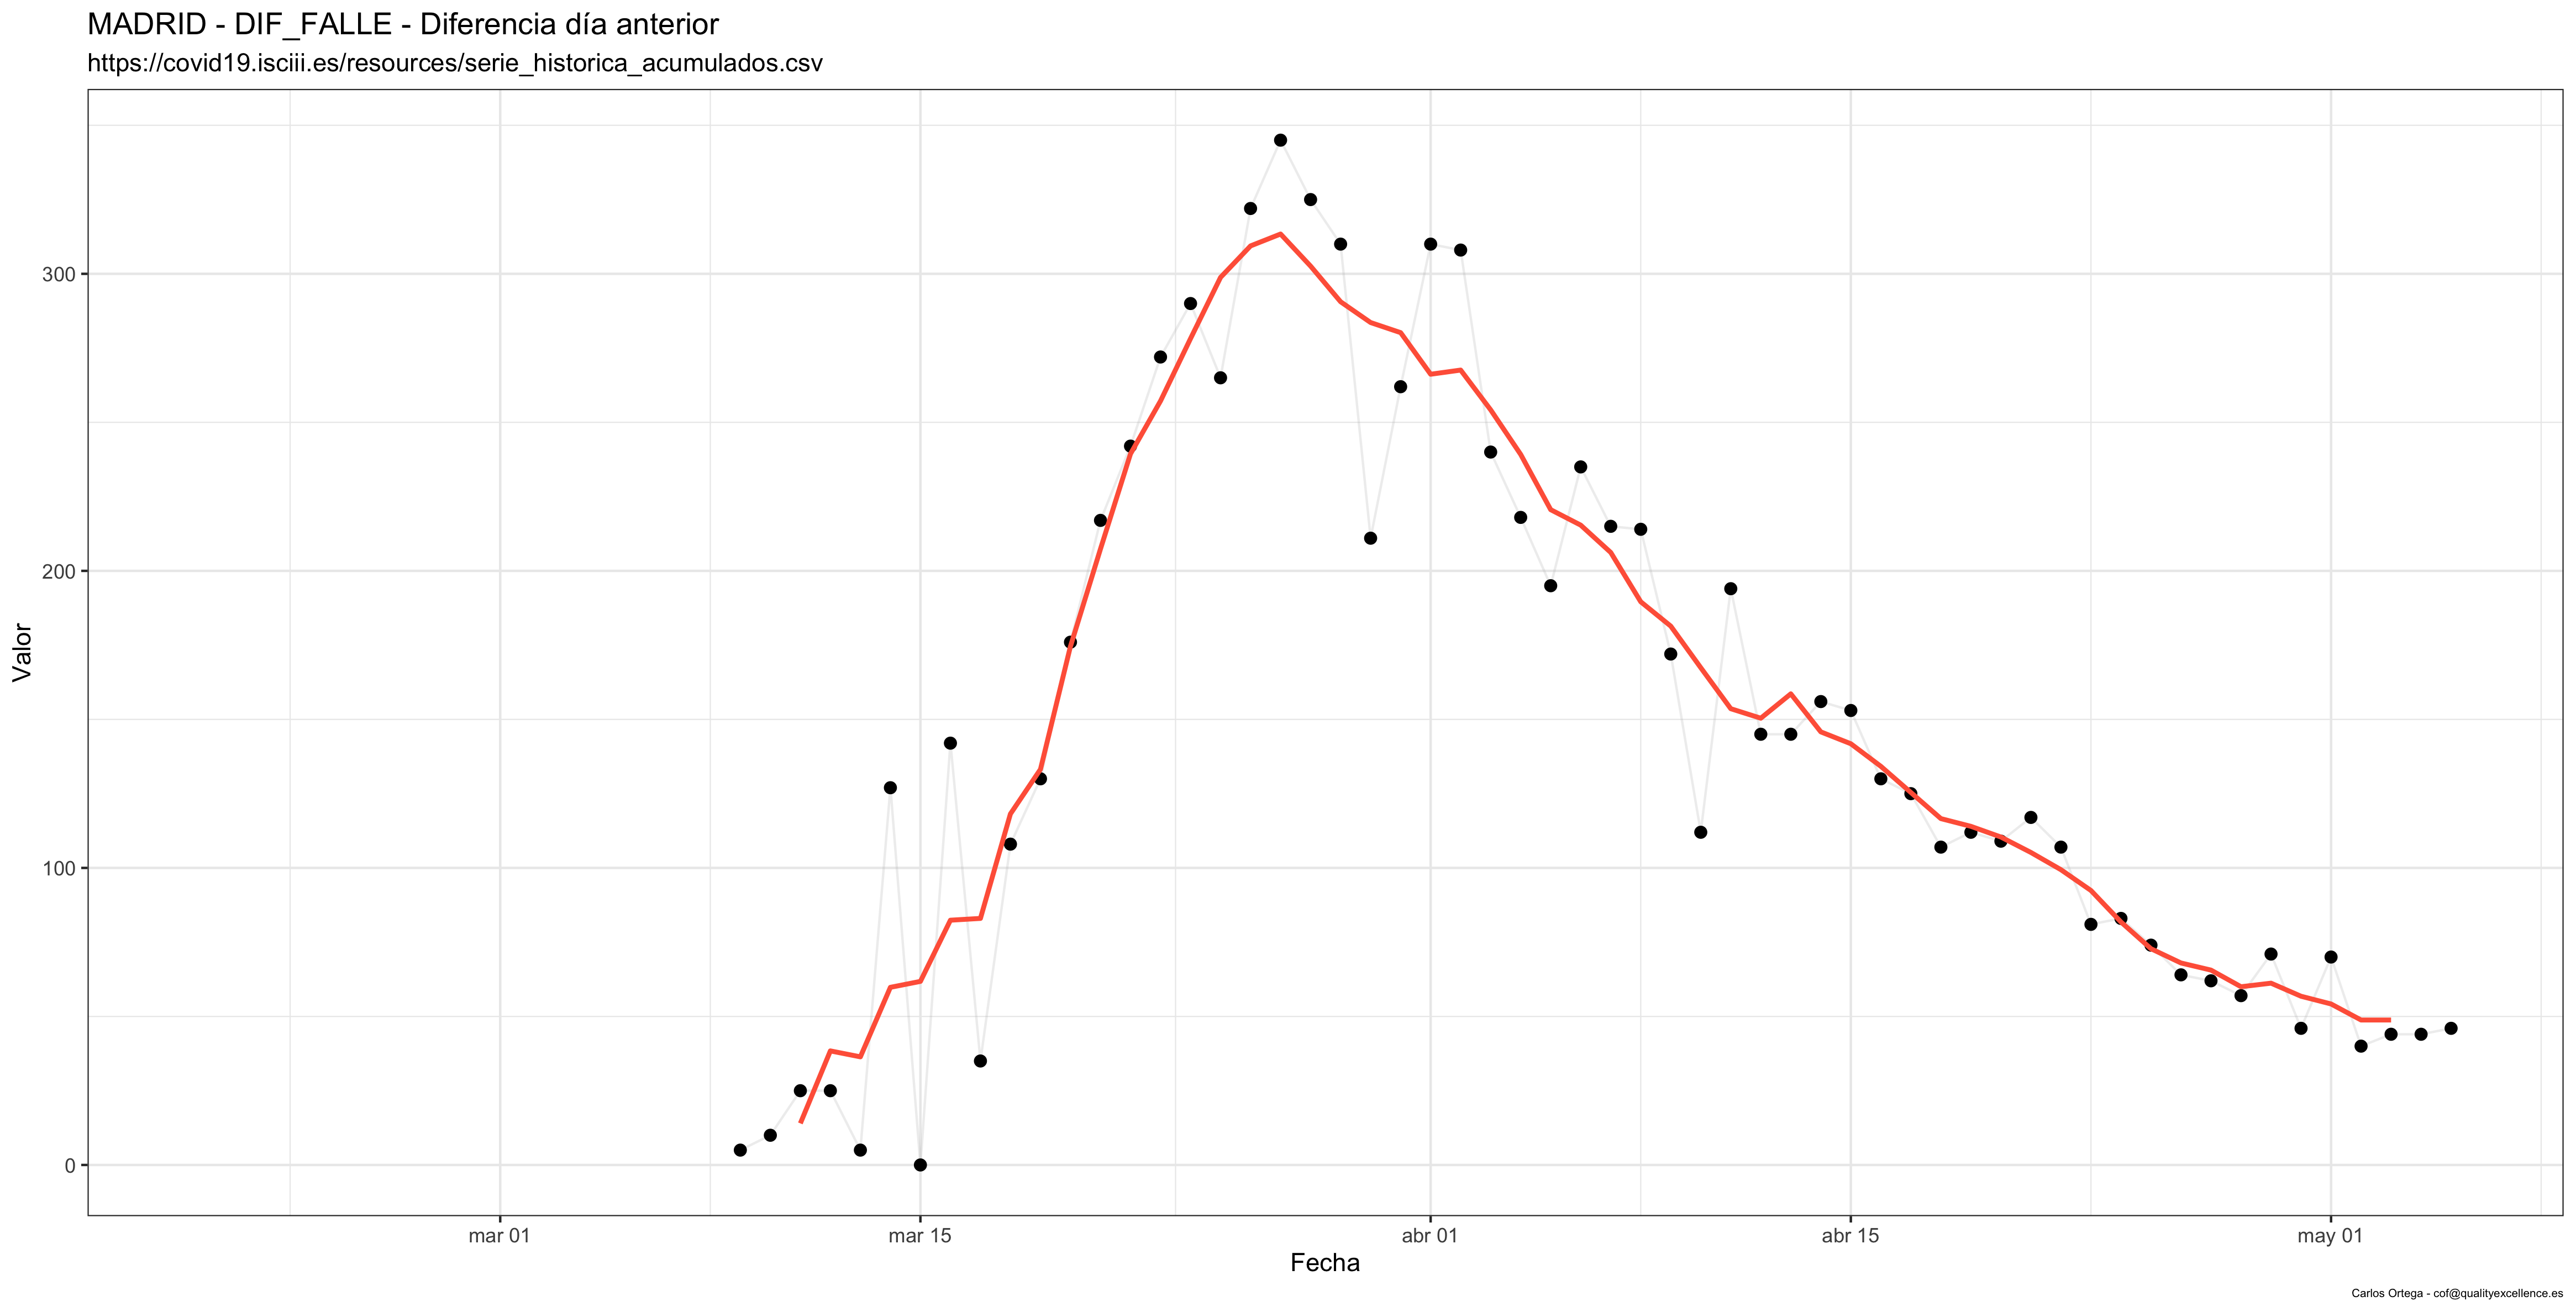 MADRID - DIF_FALLE - Diferencia día anterior
https://covid19.isciii.es/resources/serie_historica_acumulados.csv
300
200
100
0
Valor
mar 01
mar 15
abr 01
abr 15
may 01
Fecha
Carlos Ortega - cof@qualityexcellence.es